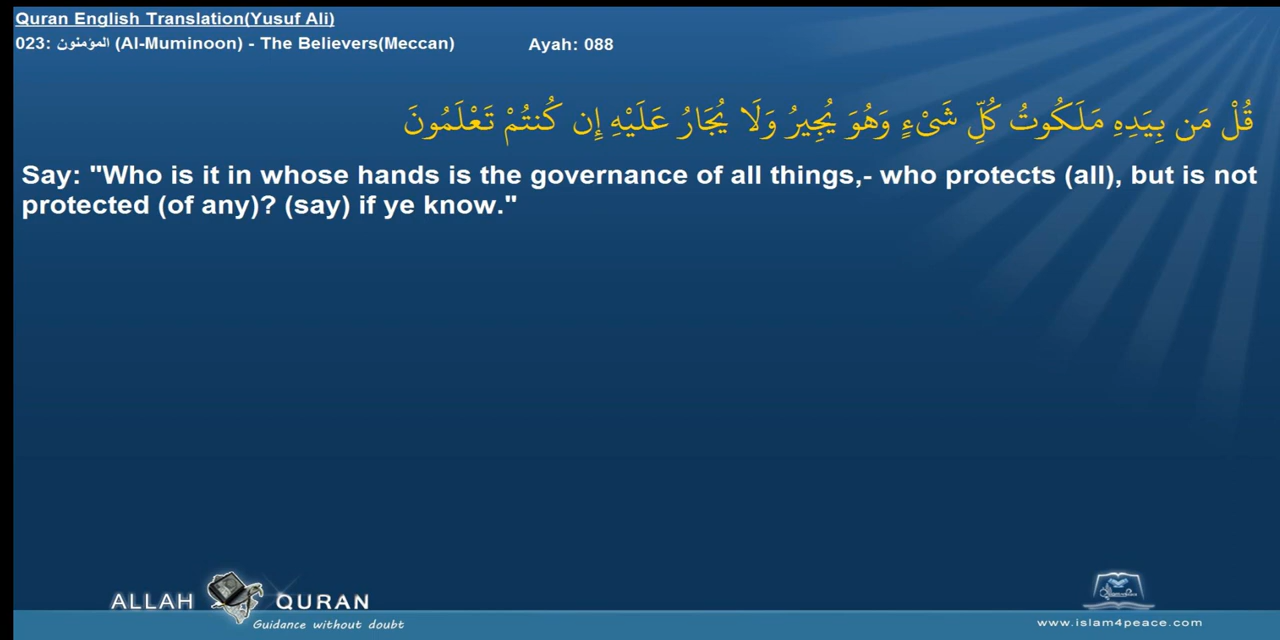 Quran English Translation(Yusuf Ali)
023: المؤمنون (Al-Muminoon) - The Believers(Meccan) Ayah: 088
قُلْ مَن بِيَدِهِ مَلَكُوتُ كُلِّ شَىْءٍ وَهُوَ يُجِيرُ وَلَا يُجَارُ عَلَيْهِ إِن كُنتُمْ تَعْلَمُونَ
Say: "Who is it in whose hands is the governance of all things,- who protects (all), but is not
protected (of any)? (say) if ye know."
ALLAH QURAN
Guidance without doubt
www.islam4peace.com